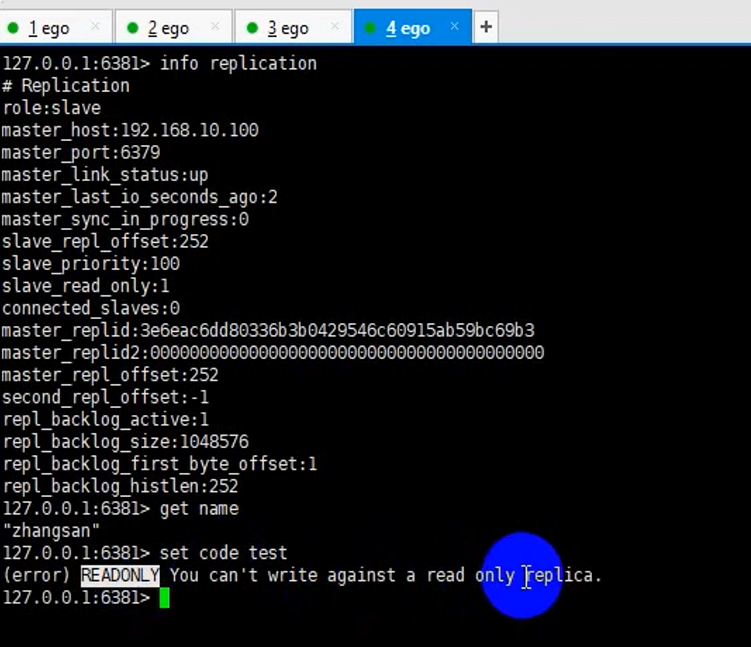 1 ego × 2 ego × 3 ego × 4 ego × +
127.0.0.1:6381> info replication
# Replication
role:slave
master_host:192.168.10.100
master_port:6379
master_link_status:up
master_last_io_seconds_ago:2
master_sync_in_progress:0
slave_repl_offset:252
slave_priority:100
slave_read_only:1
connected_slaves:0
master_replid:3e6eac6dd80336b3b0429546c60915ab59bc69b3
master_replid2:0000000000000000000000000000000000000000
master_repl_offset:252
second_repl_offset:-1
repl_backlog_active:1
repl_backlog_size:1048576
repl_backlog_first_byte_offset:1
repl_backlog_histlen:252
127.0.0.1:6381> get name
"zhangsan"
127.0.0.1:6381> set code test
(error) READONLY You can't write against a read only replica.
127.0.0.1:6381>